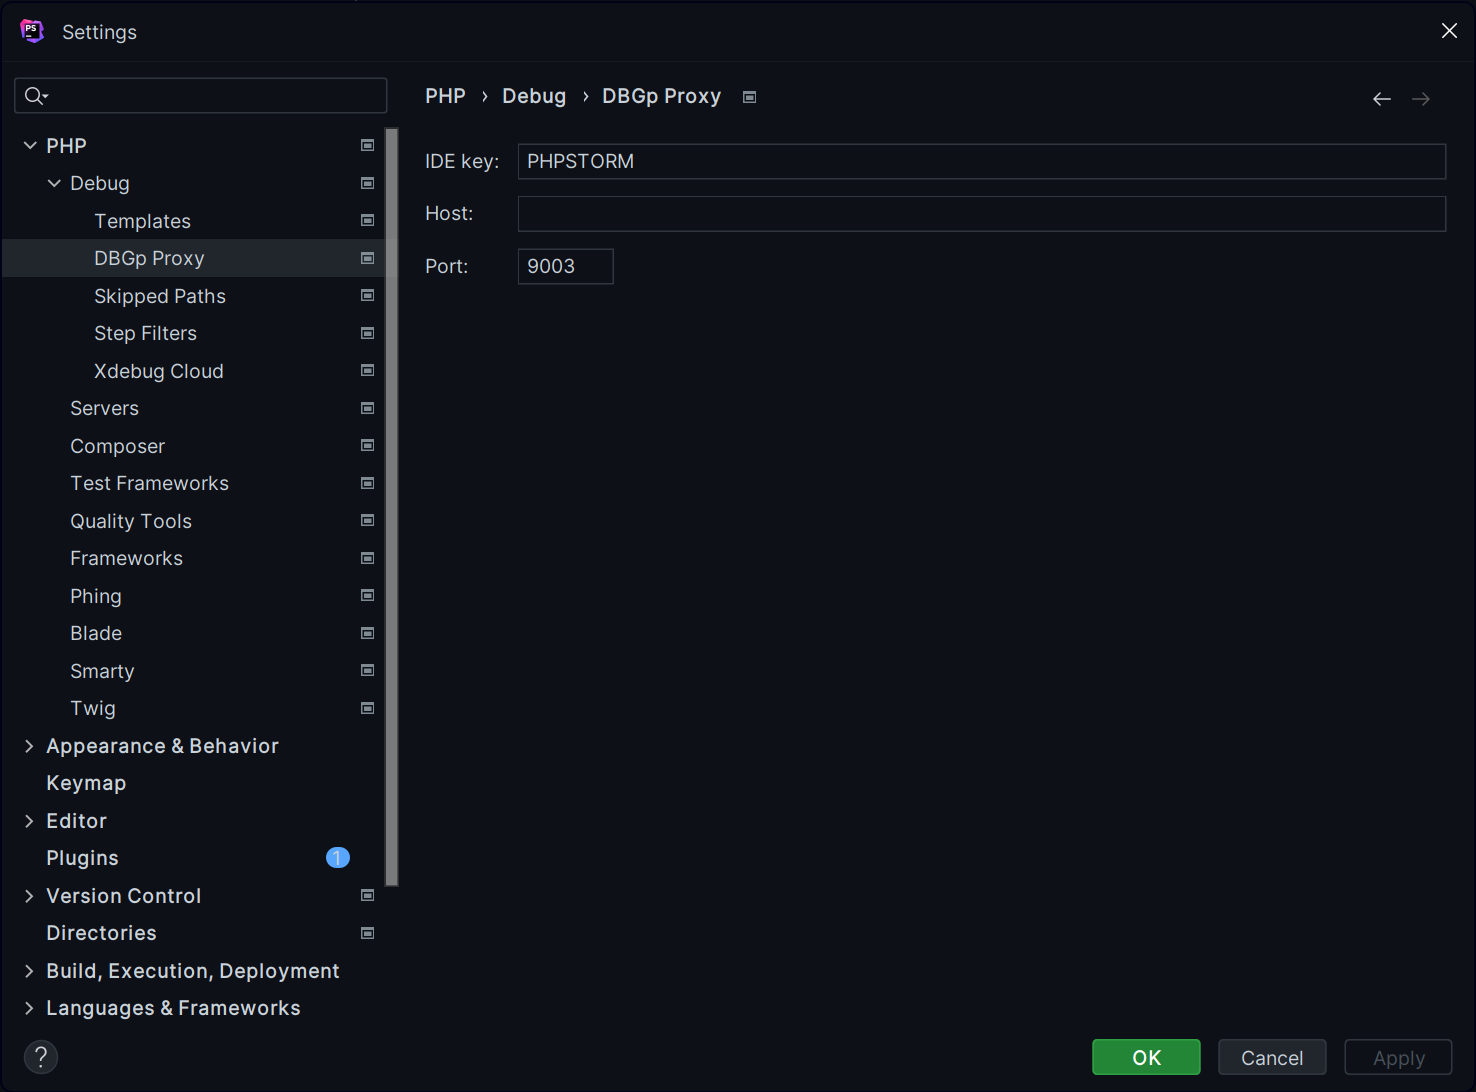 PS
Settings
PHP › Debug › DBGp Proxy
IDE key: PHPSTORM
Host:
Port: 9003
PHP
Debug
Templates
DBGp Proxy
Skipped Paths
Step Filters
Xdebug Cloud
Servers
Composer
Test Frameworks
Quality Tools
Frameworks
Phing
Blade
Smarty
Twig
Appearance & Behavior
Keymap
Editor
Plugins 1
Version Control
Directories
Build, Execution, Deployment
Languages & Frameworks
? OK Cancel Apply